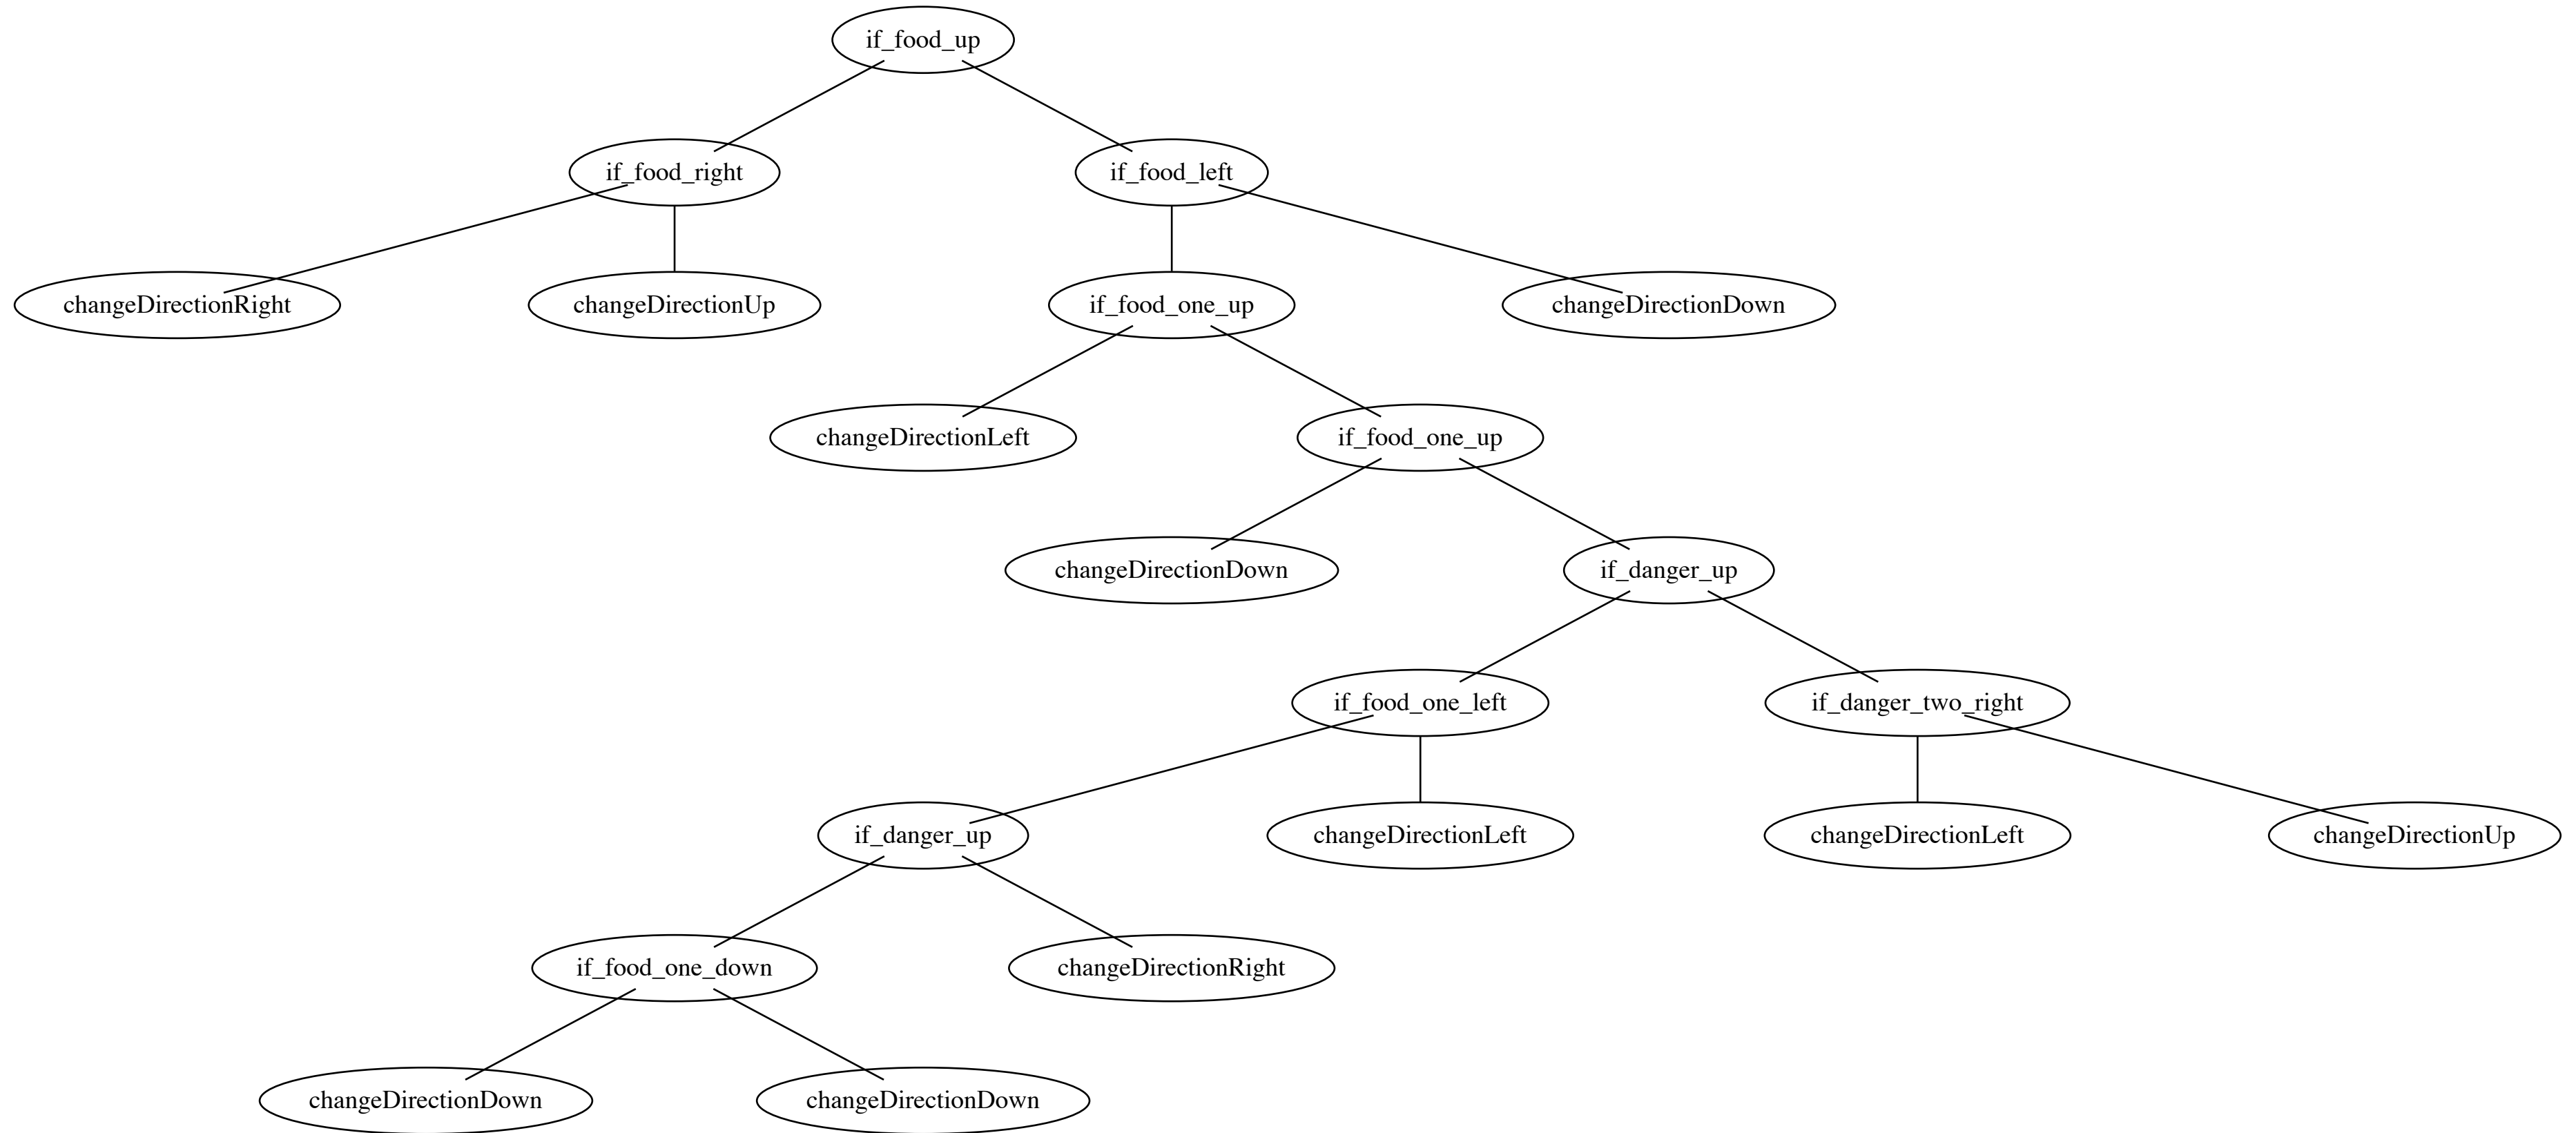 if_food_up
if_food_right
if_food_left
changeDirectionRight
changeDirectionUp
if_food_one_up
changeDirectionDown
changeDirectionLeft
if_food_one_up
changeDirectionDown
if_danger_up
if_food_one_left
if_danger_two_right
if_danger_up
changeDirectionLeft
changeDirectionLeft
changeDirectionUp
if_food_one_down
changeDirectionRight
changeDirectionDown
changeDirectionDown